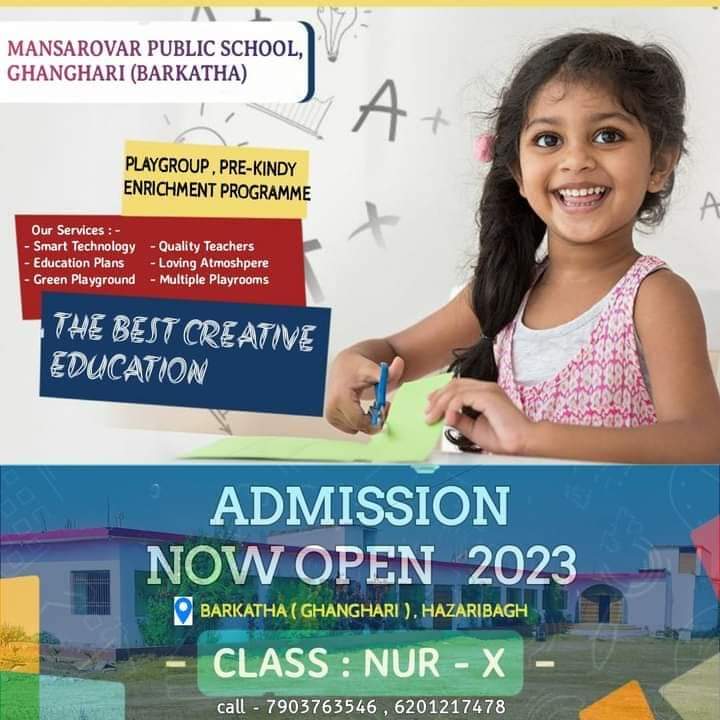 MANSAROVAR PUBLIC SCHOOL,
GHANGHARI (BARKATHA)
A+
PLAYGROUP, PRE-KINDY
ENRICHMENT PROGRAMME
Our Services : -
- Smart Technology - Quality Teachers
- Education Plans - Loving Atmoshpere
- Green Playground - Multiple Playrooms
THE BEST CREATIVE
EDUCATION
ADMISSION
NOW OPEN 2023
BARKATHA ( GHANGHARI ), HAZARIBAGH
- CLASS : NUR - X -
call - 7903763546 , 6201217478